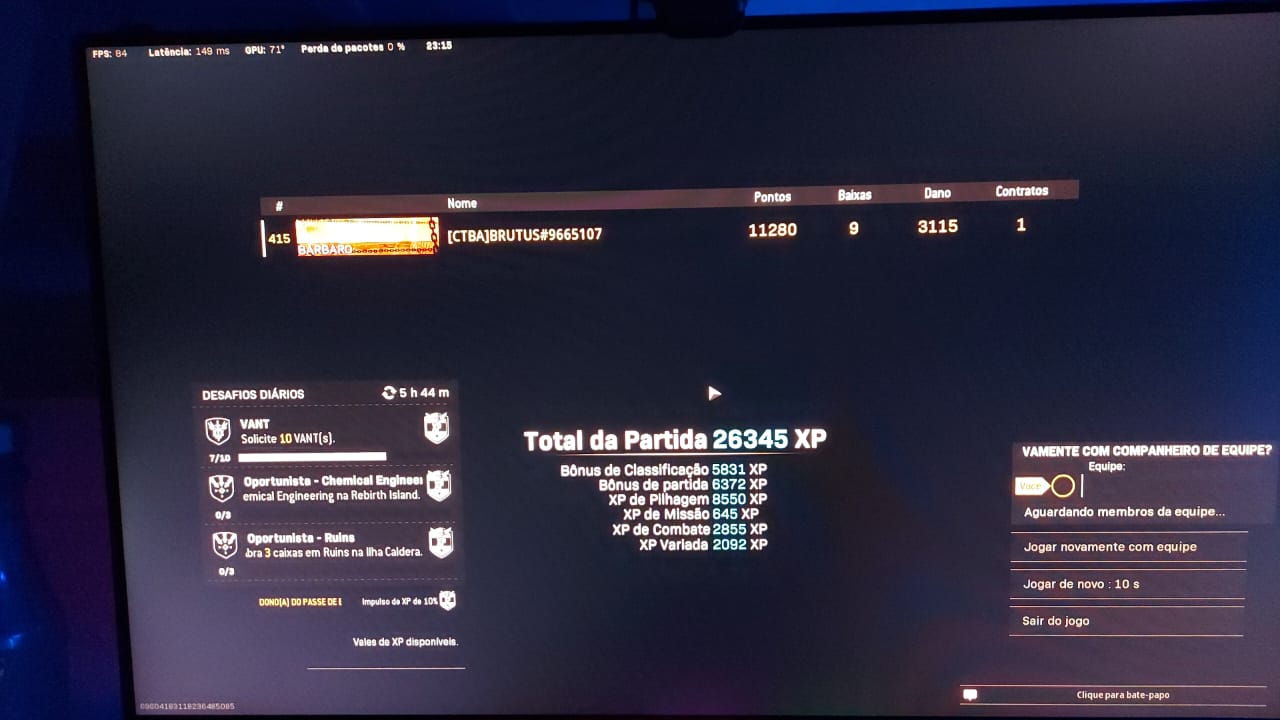 FPS: 84 Latência: 149 ms GPU: 71° Perda de pacotes 0 % 23:15
# Nome Pontos Baixas Dano Contratos
415 BÁRBARO [CTBA]BRUTUS#9665107 11280 9 3115 1
DESAFIOS DIÁRIOS 5 h 44 m
VANT
Solicite 10 VANT(s).
7/10
Oportunista - Chemical Enginee
emical Engineering na Rebirth Island.
0/3
Oportunista - Ruins
bra 3 caixas em Ruins na Ilha Caldera.
0/3
DONO(A) DO PASSE DE Impulso de XP de 10%
Vales de XP disponíveis.
Total da Partida 26345 XP
Bônus de Classificação 5831 XP
Bônus de partida 6372 XP
XP de Pilhagem 8550 XP
XP de Missão 645 XP
XP de Combate 2855 XP
XP Variada 2092 XP
VAMENTE COM COMPANHEIRO DE EQUIPE?
Equipe:
Você
Aguardando membros da equipe...
Jogar novamente com equipe
Jogar de novo : 10 s
Sair do jogo
Clique para bate-papo